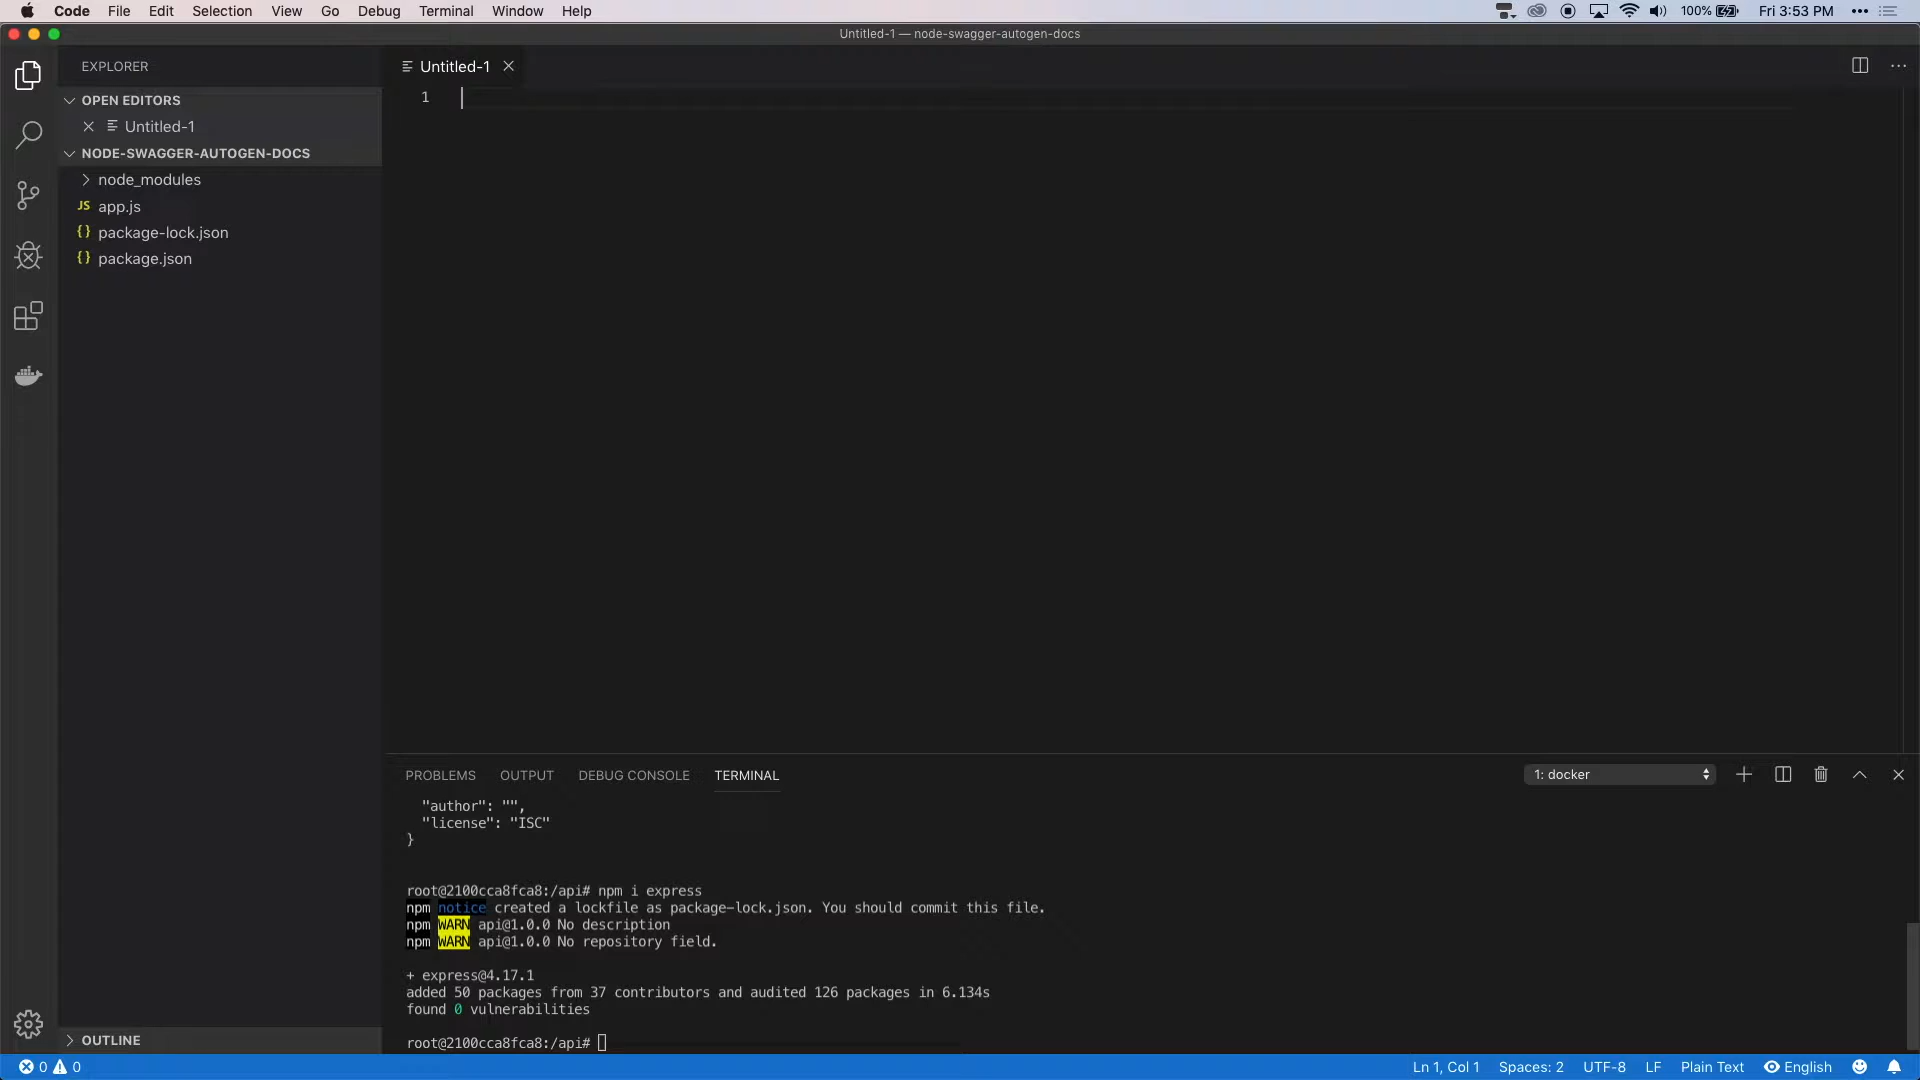 Code File Edit Selection View Go Debug Terminal Window Help 100% Fri 3:53 PM
Untitled-1 — node-swagger-autogen-docs
EXPLORER
Untitled-1
1
OPEN EDITORS
Untitled-1
NODE-SWAGGER-AUTOGEN-DOCS
node_modules
JS app.js
{} package-lock.json
{} package.json
OUTLINE
PROBLEMS OUTPUT DEBUG CONSOLE TERMINAL 1: docker
"author": "",
"license": "ISC"
}
root@2100cca8fca8:/api# npm i express
npm notice created a lockfile as package-lock.json. You should commit this file.
npm WARN api@1.0.0 No description
npm WARN api@1.0.0 No repository field.
+ express@4.17.1
added 50 packages from 37 contributors and audited 126 packages in 6.134s
found 0 vulnerabilities
root@2100cca8fca8:/api#
0 0 Ln 1, Col 1 Spaces: 2 UTF-8 LF Plain Text English